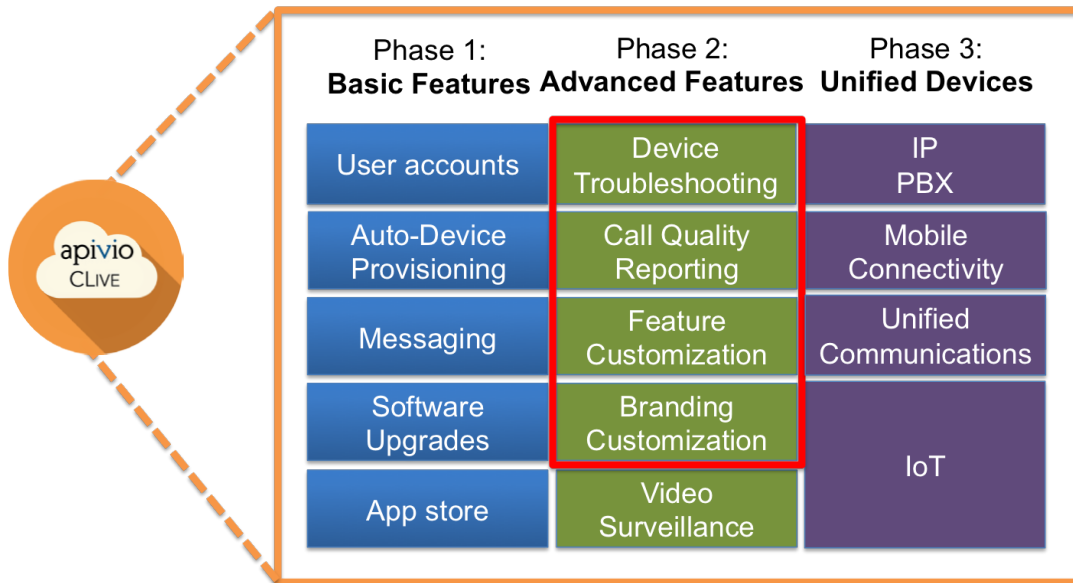 Phase 1:
Basic Features
Phase 2:
Advanced Features
Phase 3:
Unified Devices
apivio
CLIVE
User accounts
Auto-Device
Provisioning
Messaging
Software
Upgrades
App store
Device
Troubleshooting
Call Quality
Reporting
Feature
Customization
Branding
Customization
Video
Surveillance
IP
PBX
Mobile
Connectivity
Unified
Communications
IoT